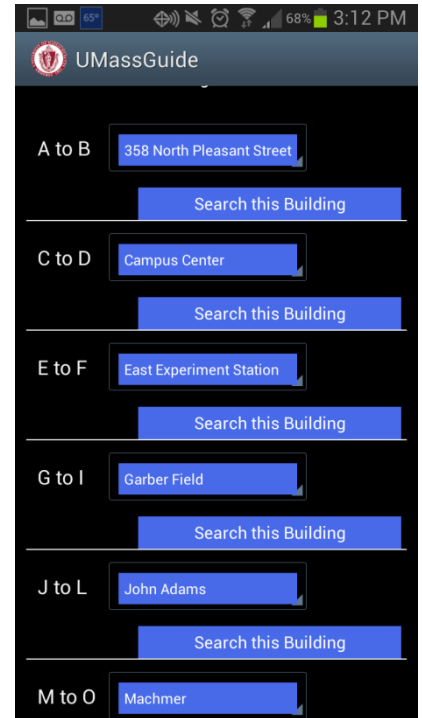 65°
68% 3:12 PM
UMassGuide
A to B 358 North Pleasant Street
Search this Building
C to D Campus Center
Search this Building
E to F East Experiment Station
Search this Building
G to I Garber Field
Search this Building
J to L John Adams
Search this Building
M to O Machmer